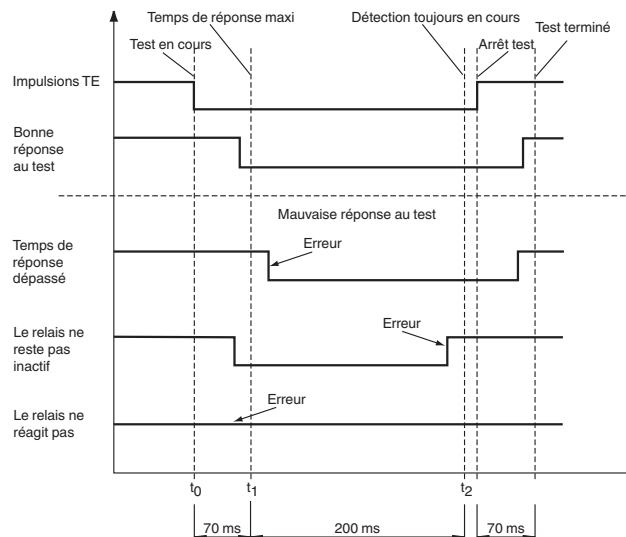 Temps de réponse maxi
Détection toujours en cours
Test terminé
Test en cours
Arrêt test
Impulsions TE
Bonne
réponse
au test
Mauvaise réponse au test
Temps de
réponse
dépassé
Erreur
Le relais ne
reste pas
inactif
Erreur
Le relais ne
réagit pas
Erreur
t0
t1
t2
70 ms
200 ms
70 ms